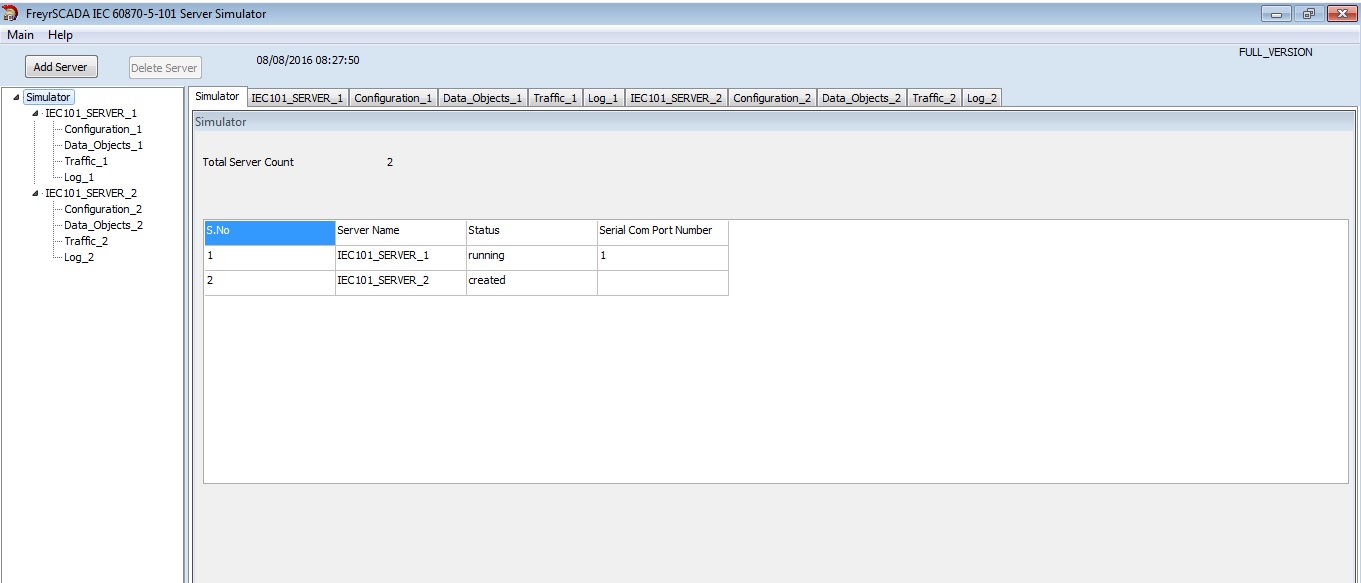 FreyrSCADA IEC 60870-5-101 Server Simulator
Main Help
Add Server Delete Server 08/08/2016 08:27:50 FULL_VERSION
Simulator
IEC101_SERVER_1
Configuration_1
Data_Objects_1
Traffic_1
Log_1
IEC101_SERVER_2
Configuration_2
Data_Objects_2
Traffic_2
Log_2
Simulator IEC101_SERVER_1 Configuration_1 Data_Objects_1 Traffic_1 Log_1 IEC101_SERVER_2 Configuration_2 Data_Objects_2 Traffic_2 Log_2
Simulator
Total Server Count 2
S.No Server Name Status Serial Com Port Number
1 IEC101_SERVER_1 running 1
2 IEC101_SERVER_2 created